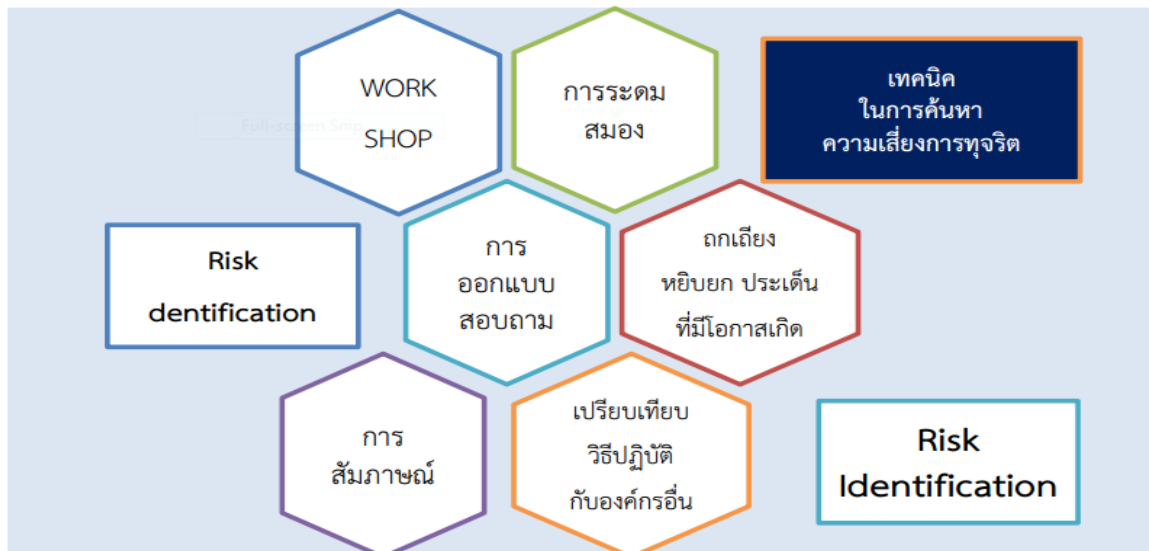 WORK
SHOP
การระดม
สมอง
เทคนิค
ในการค้นหา
ความเสี่ยงการทุจริต
Full-screen Snip
Risk
dentification
การ
ออกแบบ
สอบถาม
ถกเถียง
หยิบยก ประเด็น
ที่มีโอกาสเกิด
การ
สัมภาษณ์
เปรียบเทียบ
วิธีปฏิบัติ
กับองค์กรอื่น
Risk
Identification